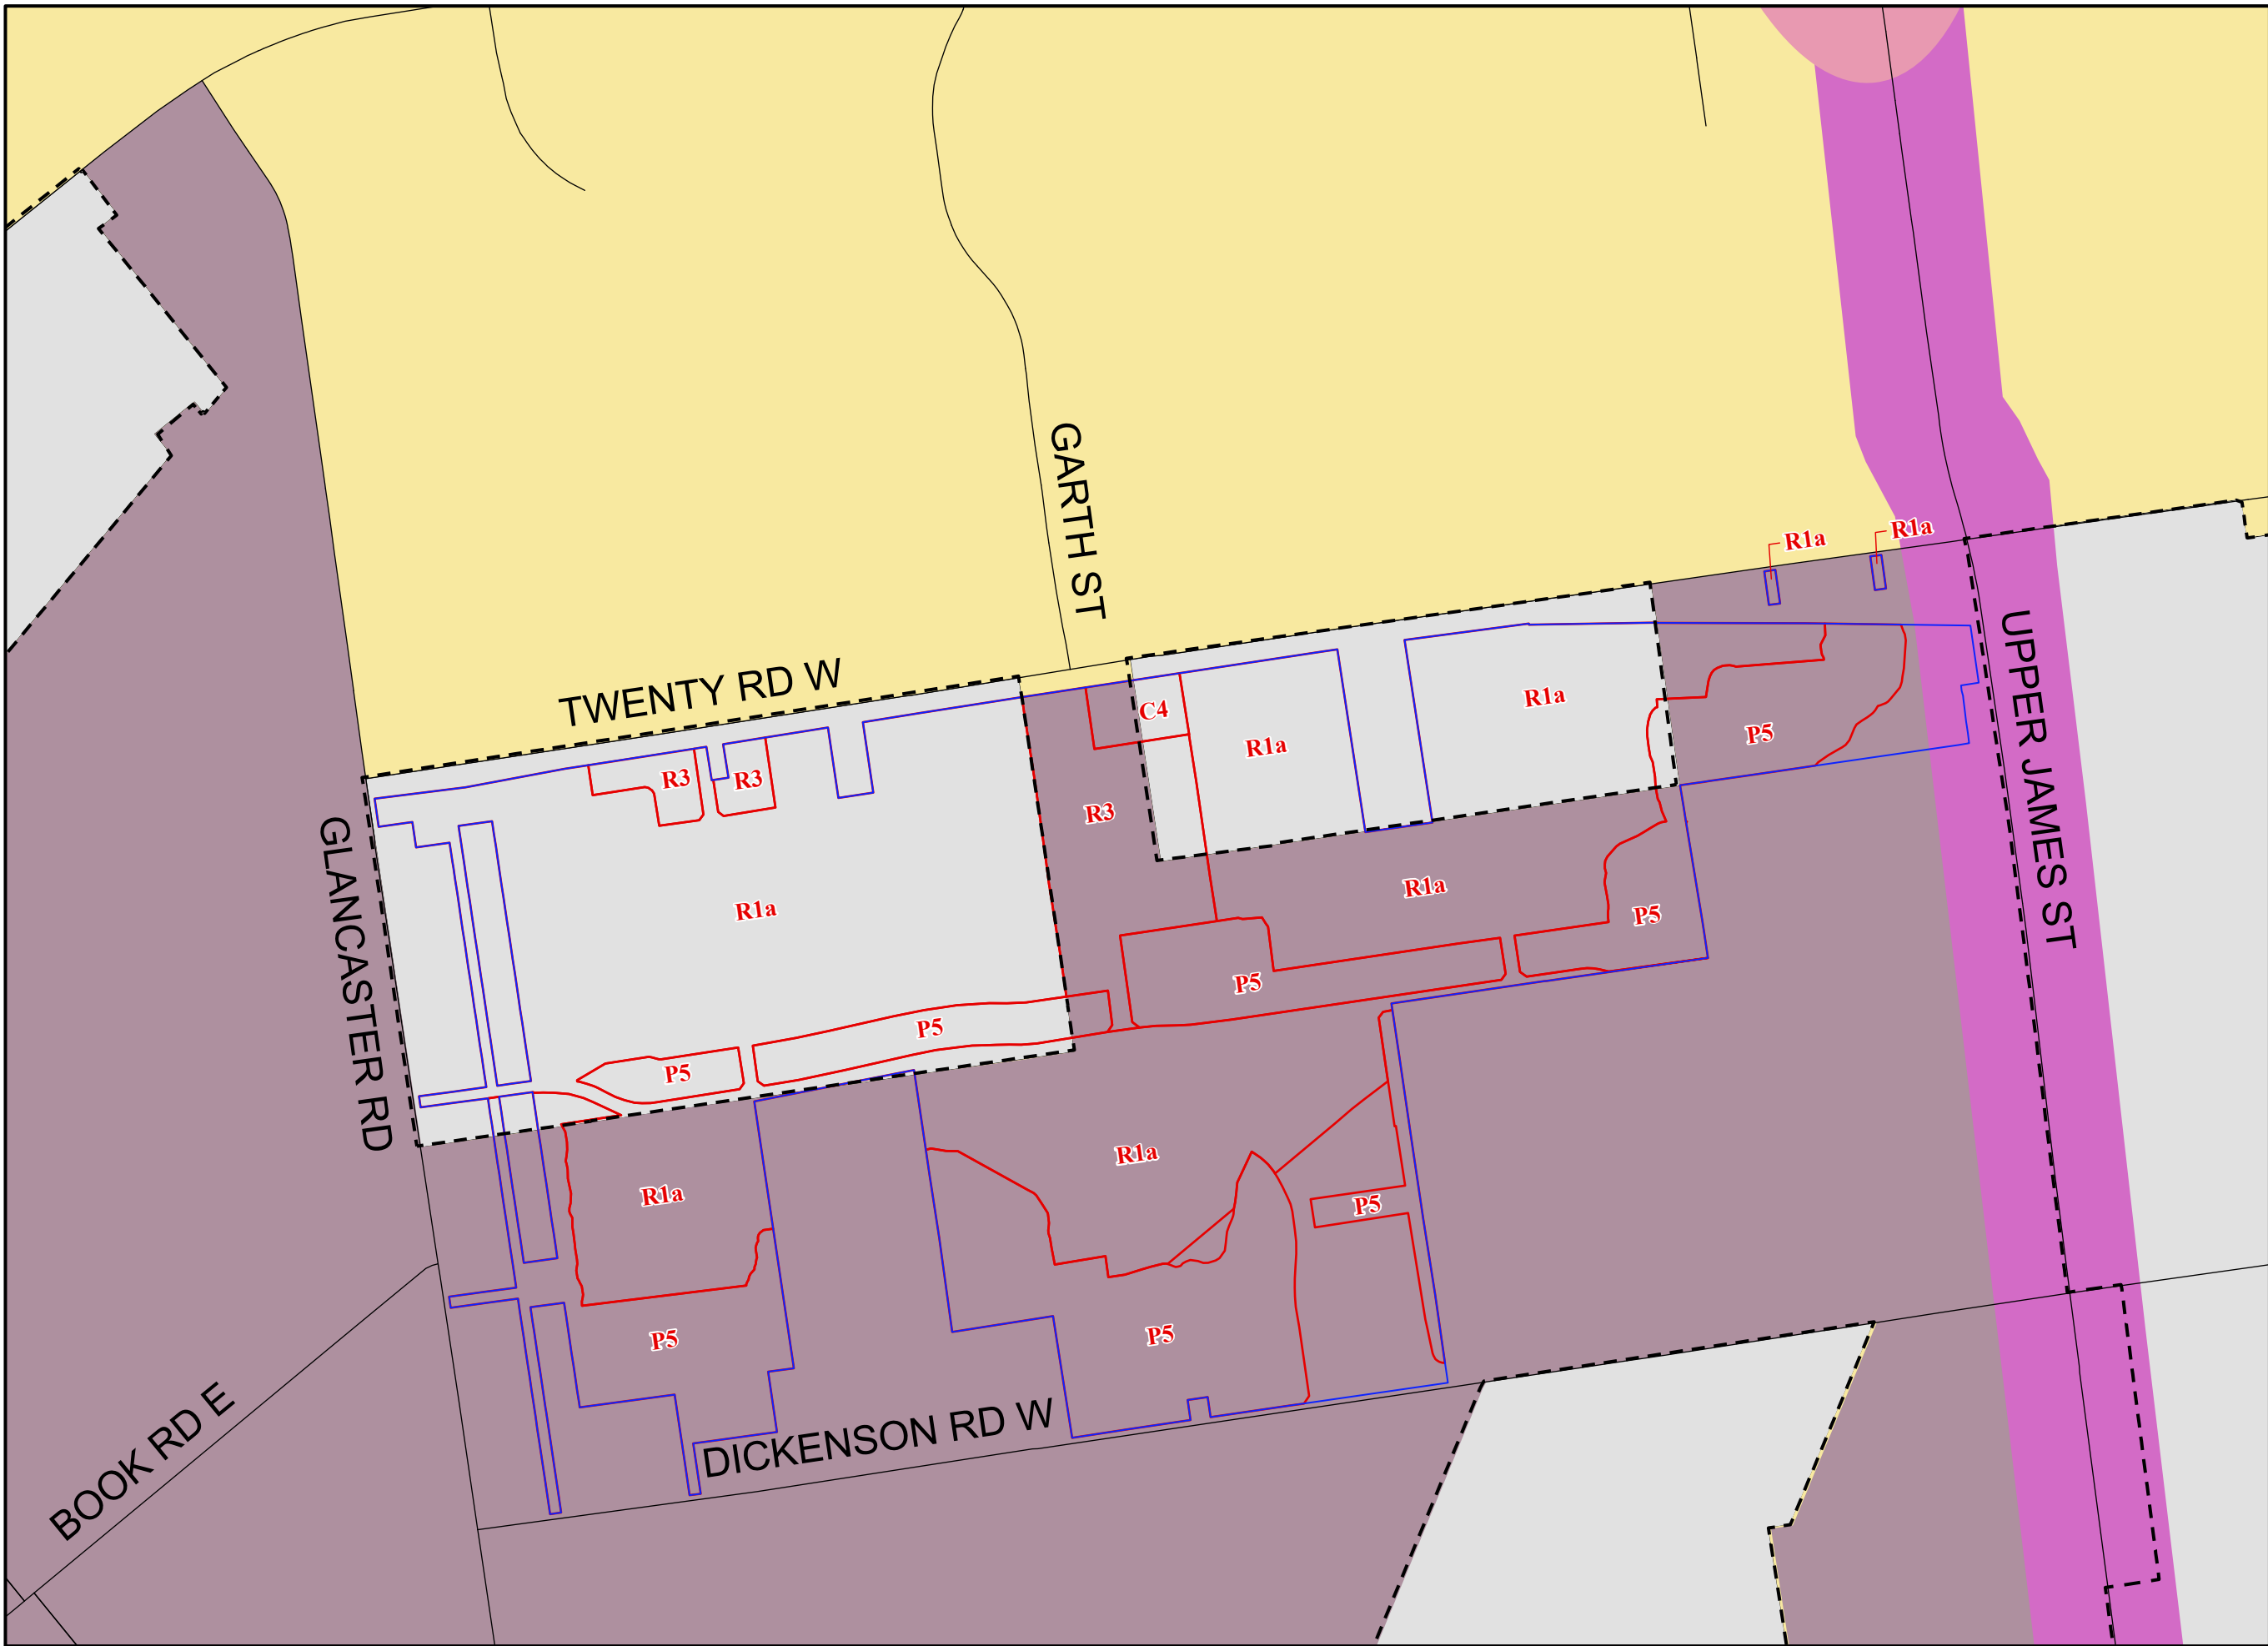 GARTH ST
R1a
R1a
TWENTY RD W
UPPER JAMES ST
R3
R3
C4
R1a
R1a
P5
GLANCASTER RD
R1a
R3
R1a
P5
P5
P5
P5
R1a
R1a
P5
P5
P5
BOOK RD E
DICKENSON RD W